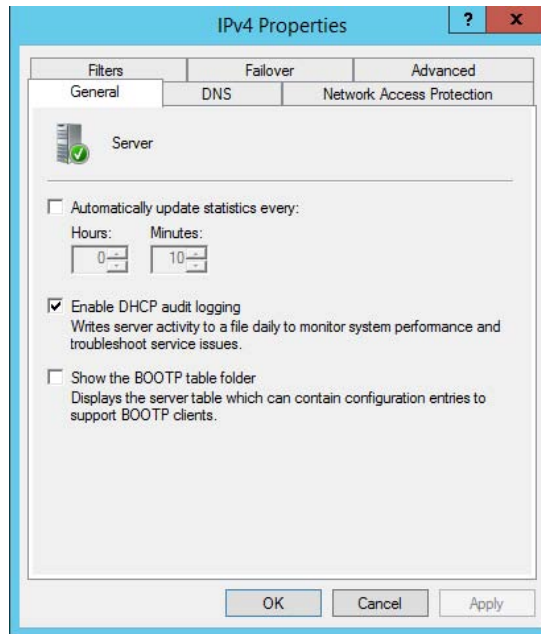 IPv4 Properties
?
x
Filters
Failover
Advanced
General
DNS
Network Access Protection
Server
Automatically update statistics every:
Hours:
Minutes:
0
10
Enable DHCP audit logging
Writes server activity to a file daily to monitor system performance and
troubleshoot service issues.
Show the BOOTP table folder
Displays the server table which can contain configuration entries to
support BOOTP clients.
OK
Cancel
Apply